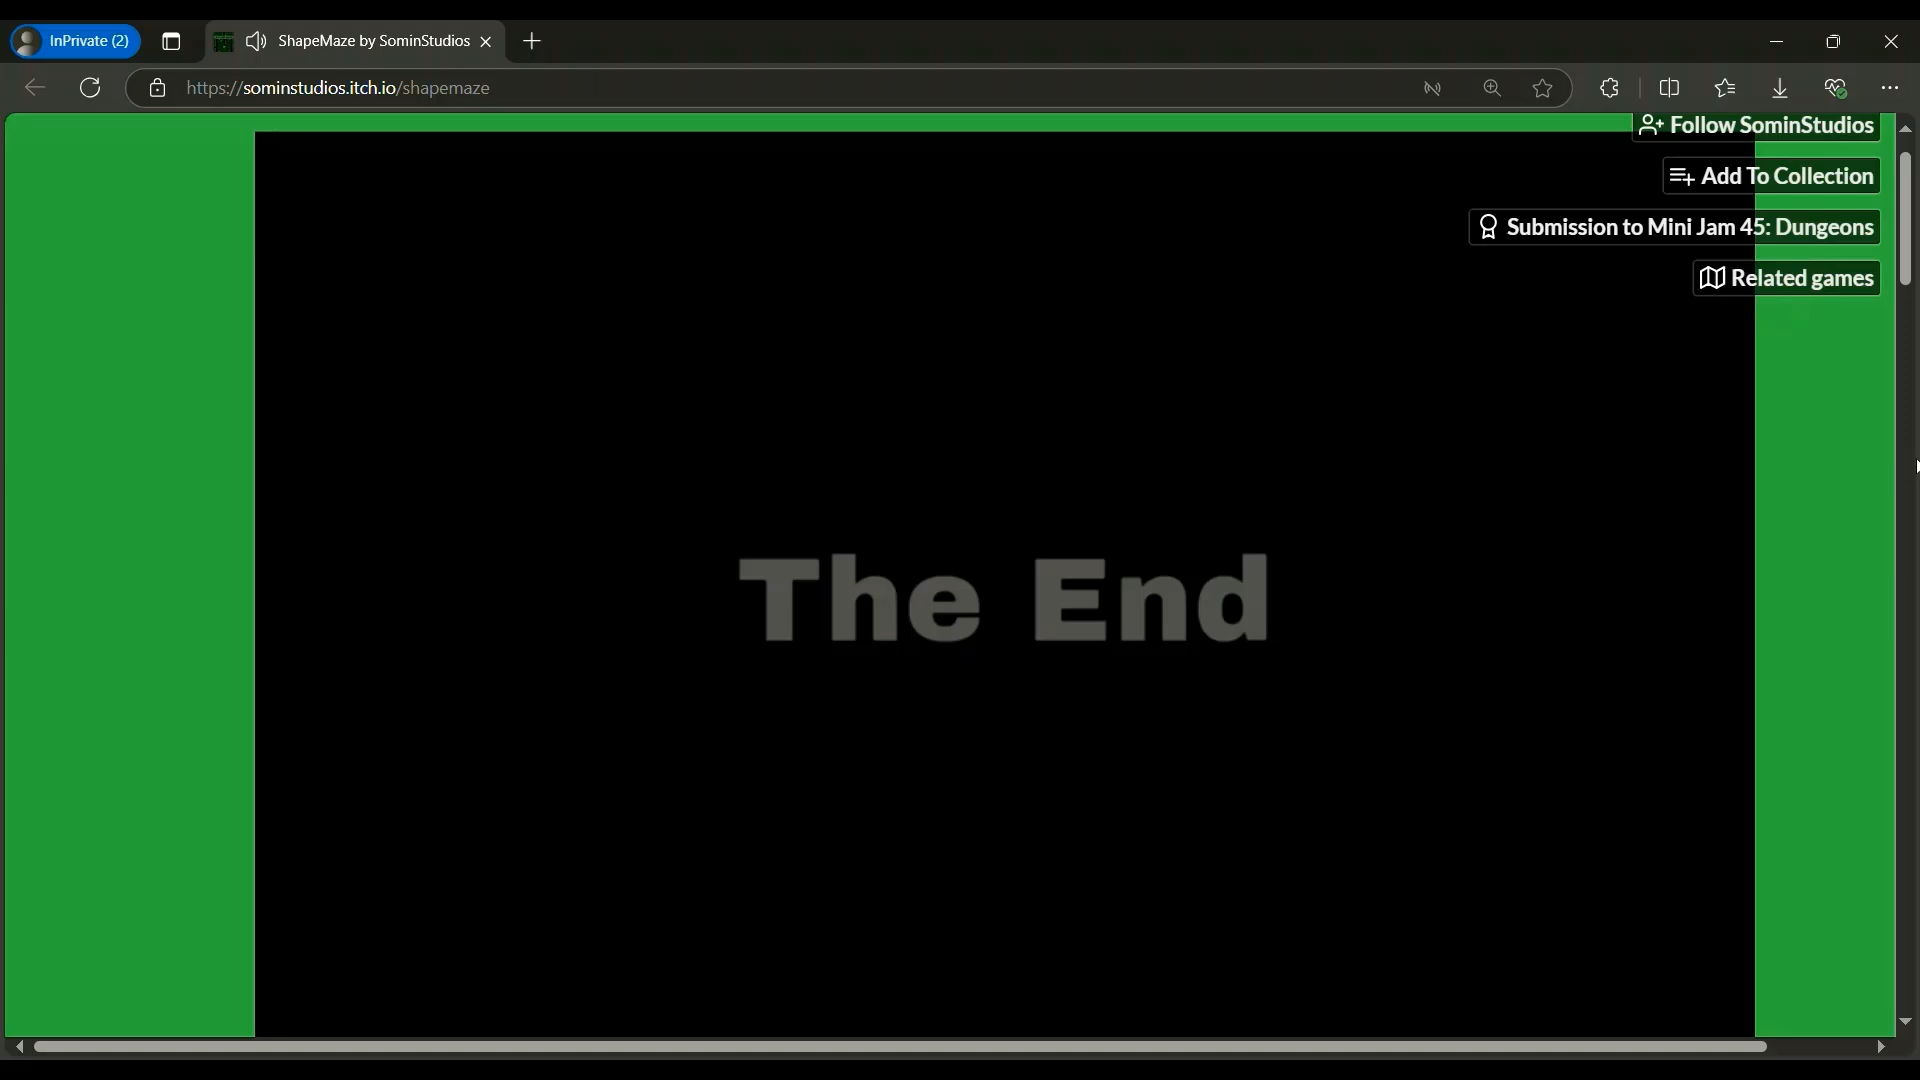 InPrivate (2)
ShapeMaze by SominStudios
https://sominstudios.itch.io/shapemaze
Follow SominStudios
Add To Collection
Submission to Mini Jam 45: Dungeons
Related games
The End